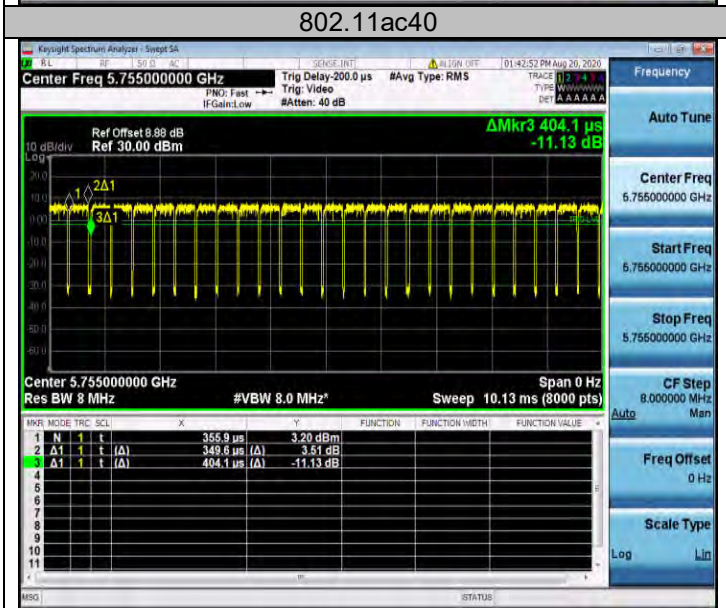 802.11ac40
Keysight Spectrum Analyzer - Swept SA
RL RF 50 Ω AC SENSE:INT ALIGN OFF 01:42:52 PM Aug 20, 2020
Center Freq 5.755000000 GHz Trig Delay-200.0 µs #Avg Type: RMS TRACE 1 2 3 4 5 6
PNO: Fast Trig: Video TYPE W
IFGain:Low #Atten: 40 dB DET A A A A A A
ΔMkr3 404.1 µs
-11.13 dB
Ref Offset 8.88 dB
10 dB/div Ref 30.00 dBm
Log
20.0
10.0
0.00
-10.0
-20.0
-30.0
-40.0
-50.0
-60.0
1 2Δ1
3Δ1
Center 5.755000000 GHz Span 0 Hz
Res BW 8 MHz #VBW 8.0 MHz* Sweep 10.13 ms (8000 pts)
MKR MODE TRC SCL X Y FUNCTION FUNCTION WIDTH FUNCTION VALUE
1 N 1 t 355.9 µs 3.20 dBm
2 Δ1 1 t (Δ) 349.6 µs (Δ) 3.51 dB
3 Δ1 1 t (Δ) 404.1 µs (Δ) -11.13 dB
4
5
6
7
8
9
10
11
MSG STATUS
Frequency
Auto Tune
Center Freq
5.755000000 GHz
Start Freq
5.755000000 GHz
Stop Freq
5.755000000 GHz
CF Step
8.000000 MHz
Auto Man
Freq Offset
0 Hz
Scale Type
Log Lin